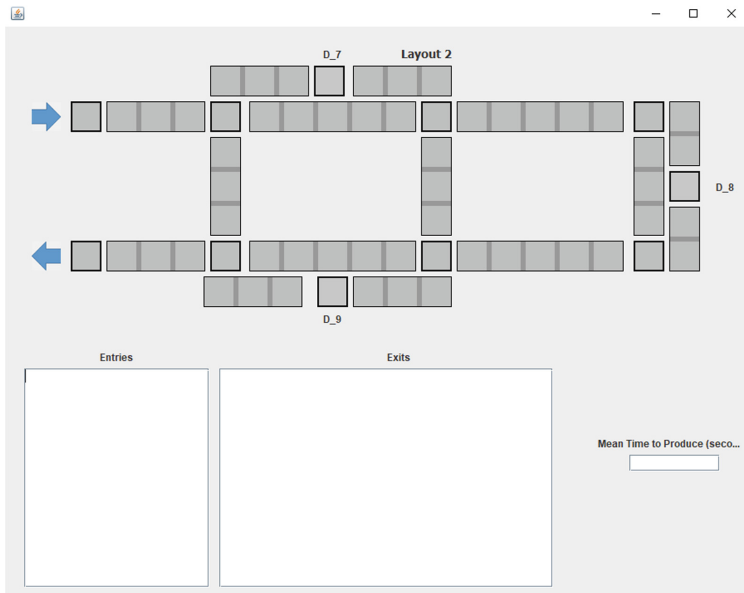 D_7
Layout 2
D_8
D_9
Entries
Exits
Mean Time to Produce (seco...